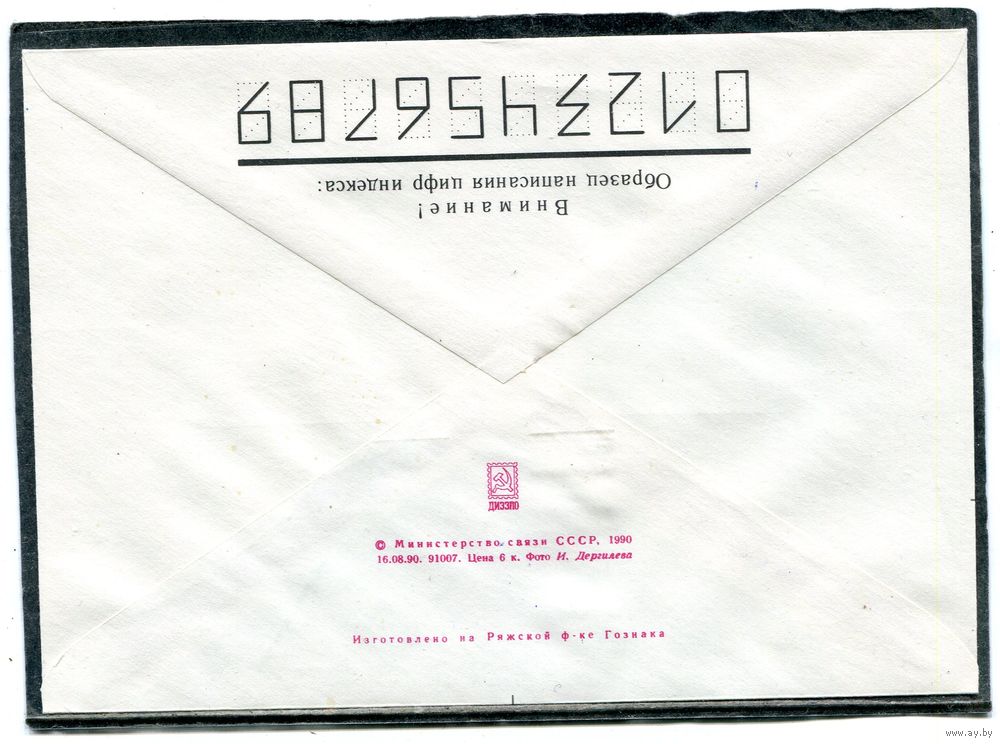 Внимание!
Образец написания цифр индекса:
0123456789
ДИЭЗПО
© Министерство связи СССР, 1990
16.08.90. 91007. Цена 6 к. Фото И. Дергилева
Изготовлено на Ряжской ф-ке Гознака
www.ay.by